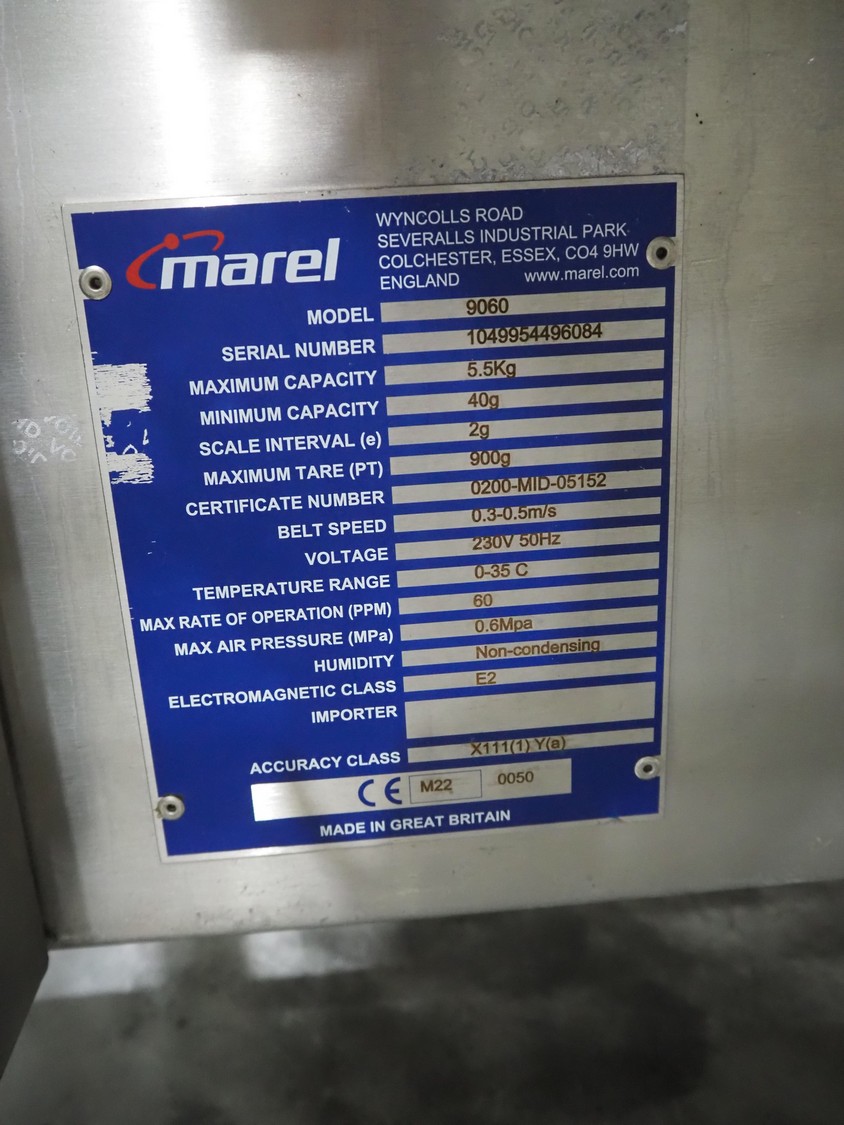 marel
WYNCOLLS ROAD
SEVERALLS INDUSTRIAL PARK
COLCHESTER, ESSEX, CO4 9HW
ENGLAND www.marel.com
MODEL 9060
SERIAL NUMBER 1049954496084
MAXIMUM CAPACITY 5.5Kg
MINIMUM CAPACITY 40g
SCALE INTERVAL (e) 2g
MAXIMUM TARE (PT) 900g
CERTIFICATE NUMBER 0200-MID-05152
BELT SPEED 0.3-0.5m/s
VOLTAGE 230V 50Hz
TEMPERATURE RANGE 0-35 C
MAX RATE OF OPERATION (PPM) 60
MAX AIR PRESSURE (MPa) 0.6Mpa
HUMIDITY Non-condensing
ELECTROMAGNETIC CLASS E2
IMPORTER
ACCURACY CLASS X111(1) Y(a)
CE M22 0050
MADE IN GREAT BRITAIN